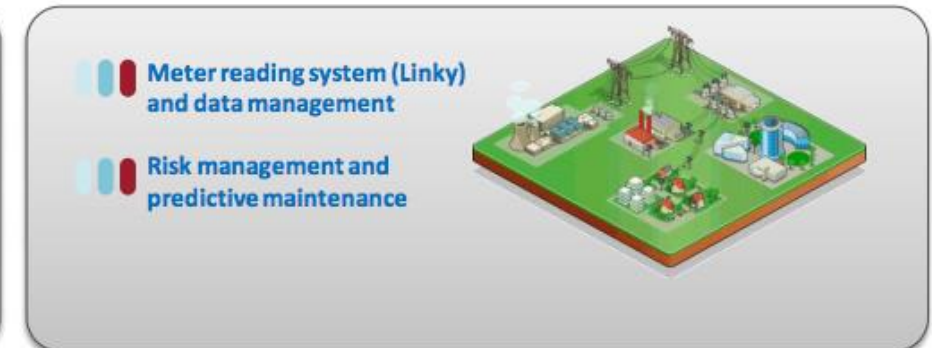 Meter reading system (Linky)
and data management
Risk management and
predictive maintenance